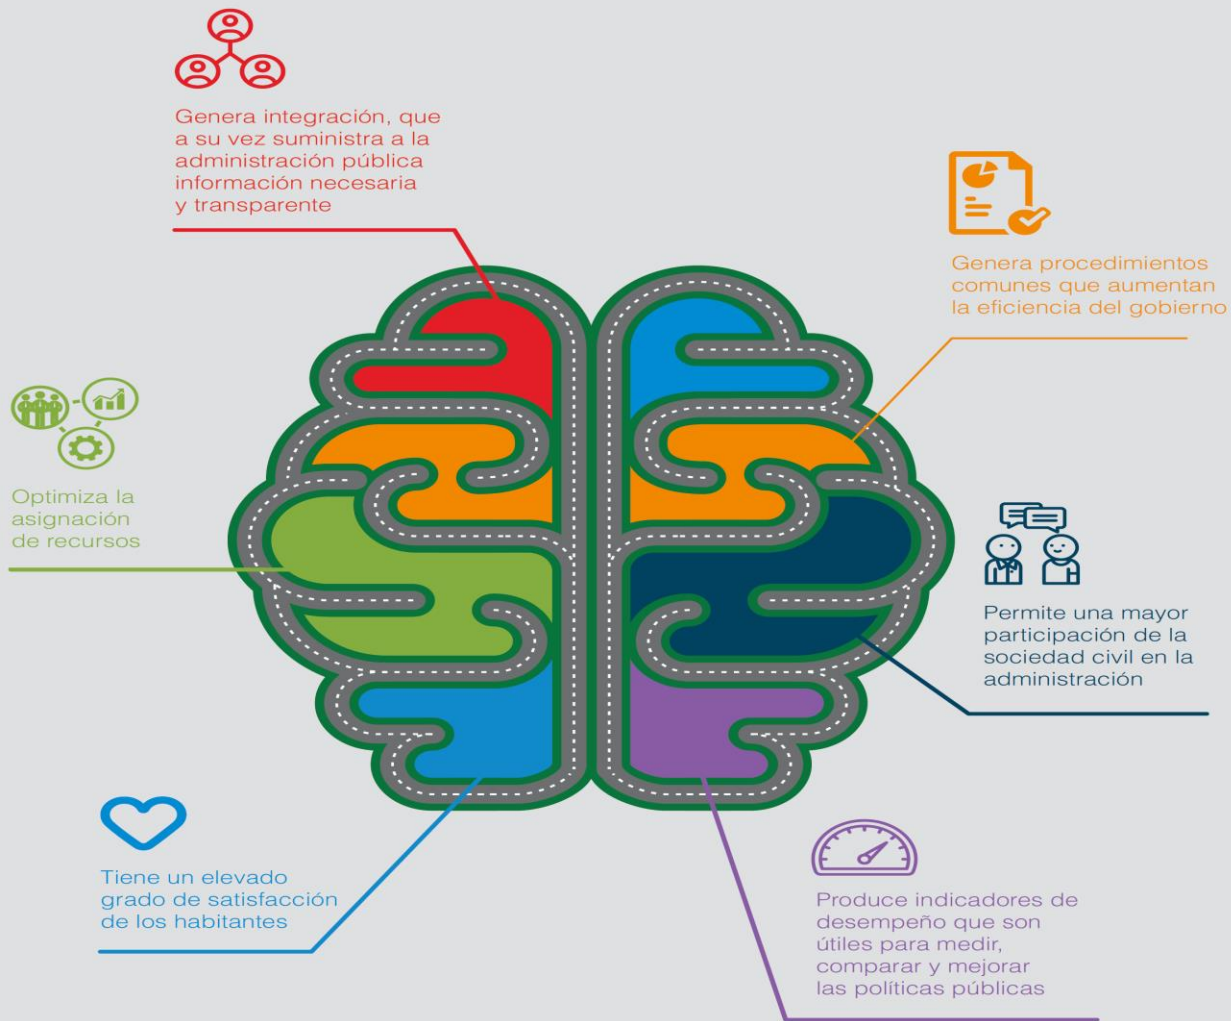 Genera integración, que
a su vez suministra a la
administración pública
información necesaria
y transparente
Genera procedimientos
comunes que aumentan
la eficiencia del gobierno
Optimiza la
asignación
de recursos
Permite una mayor
participación de la
sociedad civil en la
administración
Tiene un elevado
grado de satisfacción
de los habitantes
Produce indicadores de
desempeño que son
útiles para medir,
comparar y mejorar
las políticas públicas